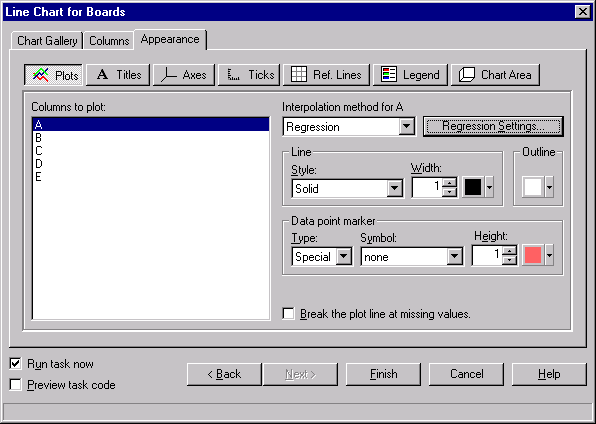 Line Chart for Boards
Chart Gallery Columns Appearance
Plots A Titles Axes Ticks Ref. Lines Legend Chart Area
Columns to plot:
A
B
C
D
E
Interpolation method for A
Regression Regression Settings...
Line
Style: Width:
Solid 1
Outline
Data point marker
Type: Symbol: Height:
Special none 1
Break the plot line at missing values.
Run task now
Preview task code
< Back Next > Finish Cancel Help